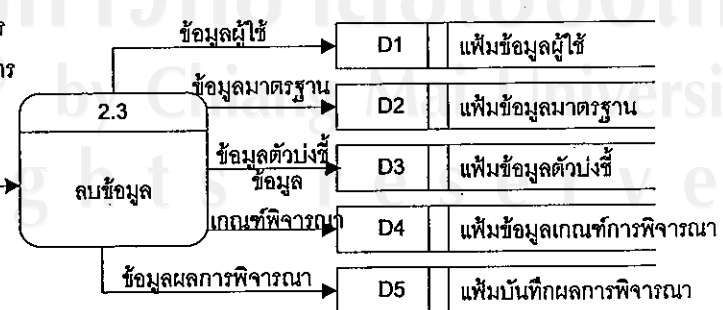 ข้อมูลผู้ใช้
D1 แฟ้มข้อมูลผู้ใช้
ข้อมูลมาตรฐาน
D2 แฟ้มข้อมูลมาตรฐาน
2.3
ลบข้อมูล
ข้อมูลตัวบ่งชี้
D3 แฟ้มข้อมูลตัวบ่งชี้
ข้อมูล
เกณฑ์พิจารณา
D4 แฟ้มข้อมูลเกณฑ์การพิจารณา
ข้อมูลผลการพิจารณา
D5 แฟ้มบันทึกผลการพิจารณา
by Chiang Mai Universi
ghts reserve